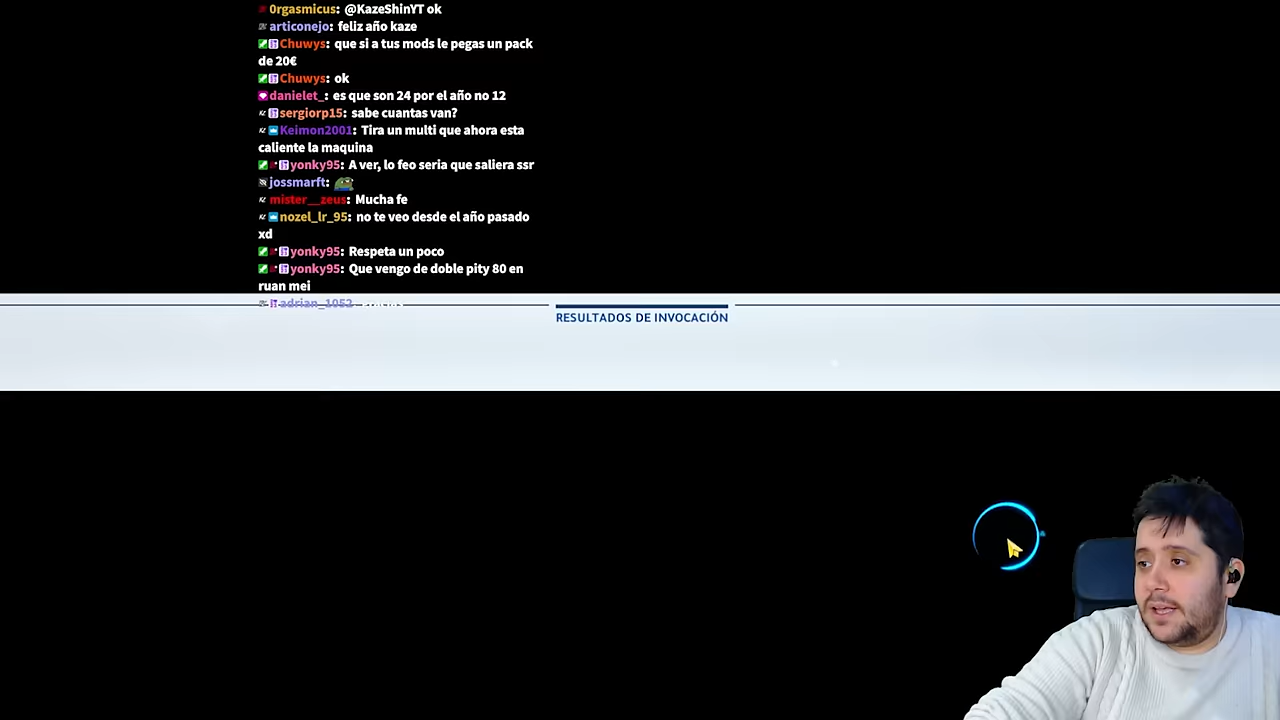 0rgasmicus: @KazeShinYT ok
articonejo: feliz año kaze
Chuwys: que si a tus mods le pegas un pack
de 20€
Chuwys: ok
danielet_: es que son 24 por el año no 12
sergiorp15: sabe cuantas van?
Keimon2001: Tira un multi que ahora esta
caliente la maquina
yonky95: A ver, lo feo seria que saliera ssr
jossmarft:
mister__zeus: Mucha fe
nozel_lr_95: no te veo desde el año pasado
xd
yonky95: Respeta un poco
yonky95: Que vengo de doble pity 80 en
ruan mei
adrian_1052:
RESULTADOS DE INVOCACIÓN